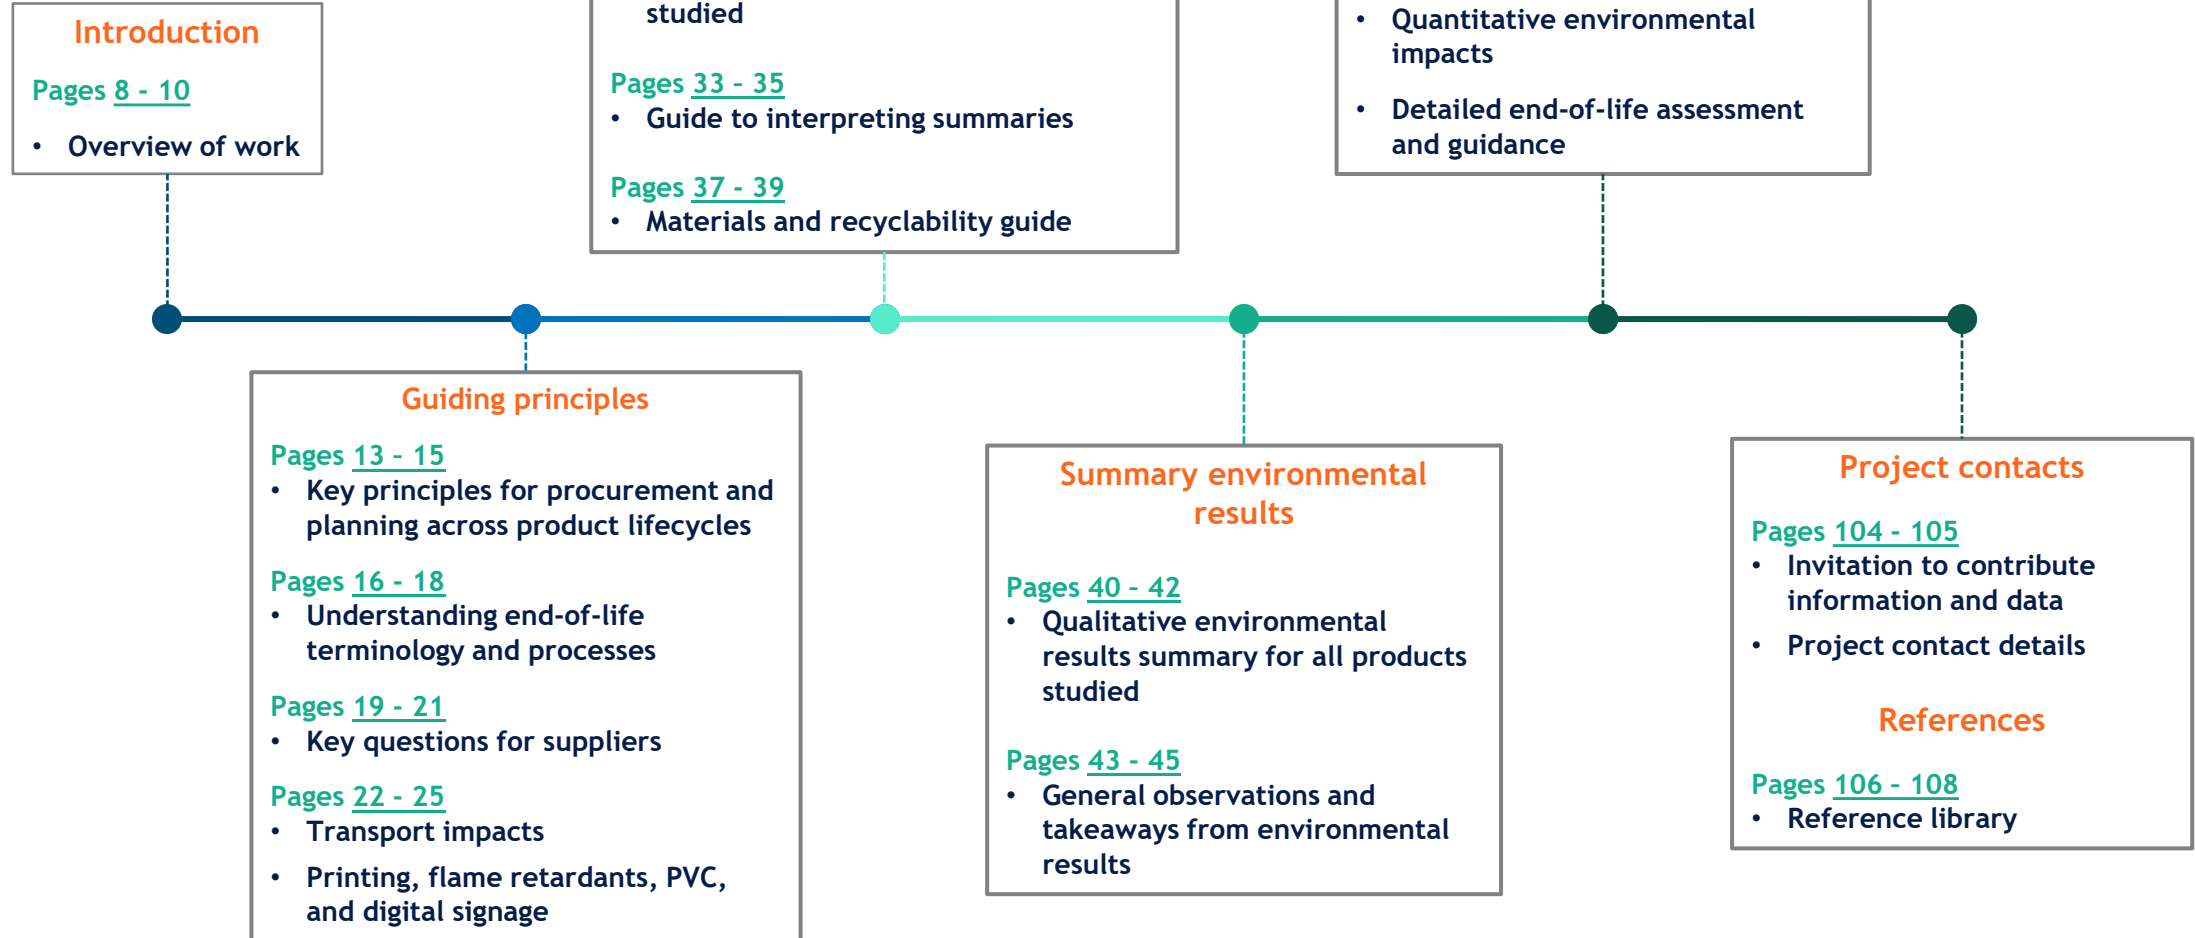 Introduction
Pages 8 - 10
• Overview of work
studied
Pages 33 – 35
• Guide to interpreting summaries
Pages 37 - 39
• Materials and recyclability guide
• Quantitative environmental
impacts
• Detailed end-of-life assessment
and guidance
Guiding principles
Pages 13 – 15
• Key principles for procurement and
planning across product lifecycles
Pages 16 - 18
• Understanding end-of-life
terminology and processes
Pages 19 - 21
• Key questions for suppliers
Pages 22 - 25
• Transport impacts
• Printing, flame retardants, PVC,
and digital signage
Summary environmental
results
Pages 40 – 42
• Qualitative environmental
results summary for all products
studied
Pages 43 - 45
• General observations and
takeaways from environmental
results
Project contacts
Pages 104 - 105
• Invitation to contribute
information and data
• Project contact details
References
Pages 106 – 108
• Reference library